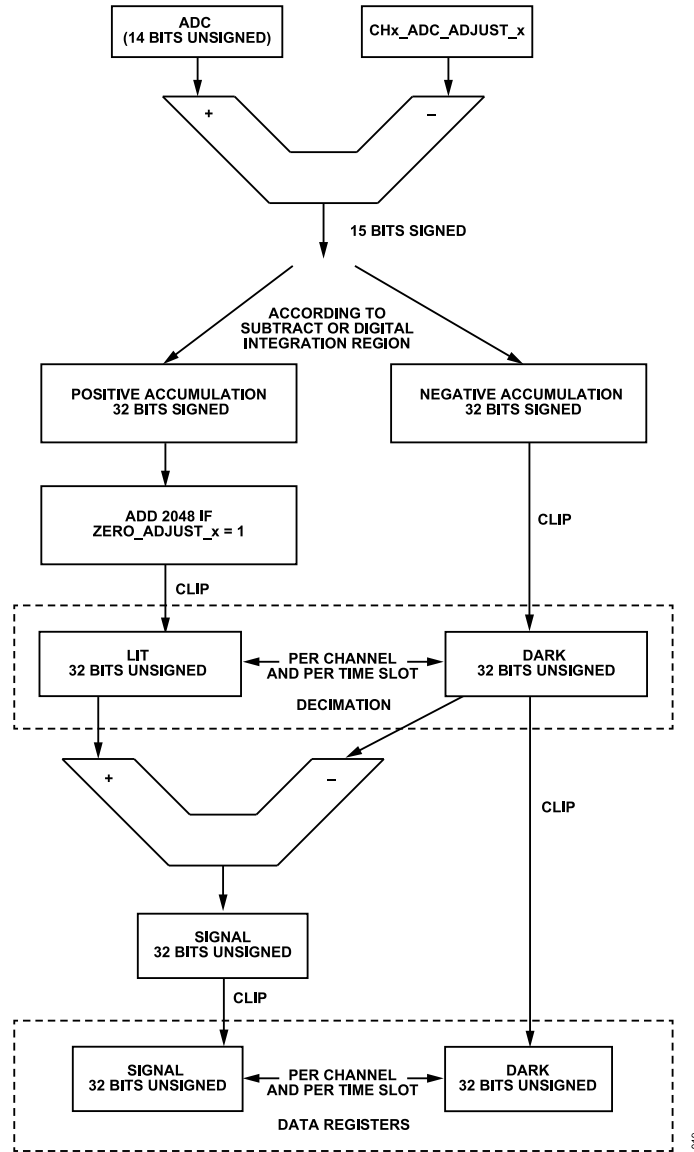 ADC
(14 BITS UNSIGNED)
CHx_ADC_ADJUST_x
+
–
15 BITS SIGNED
ACCORDING TO
SUBTRACT OR DIGITAL
INTEGRATION REGION
POSITIVE ACCUMULATION
32 BITS SIGNED
NEGATIVE ACCUMULATION
32 BITS SIGNED
ADD 2048 IF
ZERO_ADJUST_x = 1
CLIP
CLIP
LIT
32 BITS UNSIGNED
PER CHANNEL
AND PER TIME SLOT
DARK
32 BITS UNSIGNED
DECIMATION
+
–
CLIP
SIGNAL
32 BITS UNSIGNED
CLIP
SIGNAL
32 BITS UNSIGNED
PER CHANNEL
AND PER TIME SLOT
DARK
32 BITS UNSIGNED
DATA REGISTERS